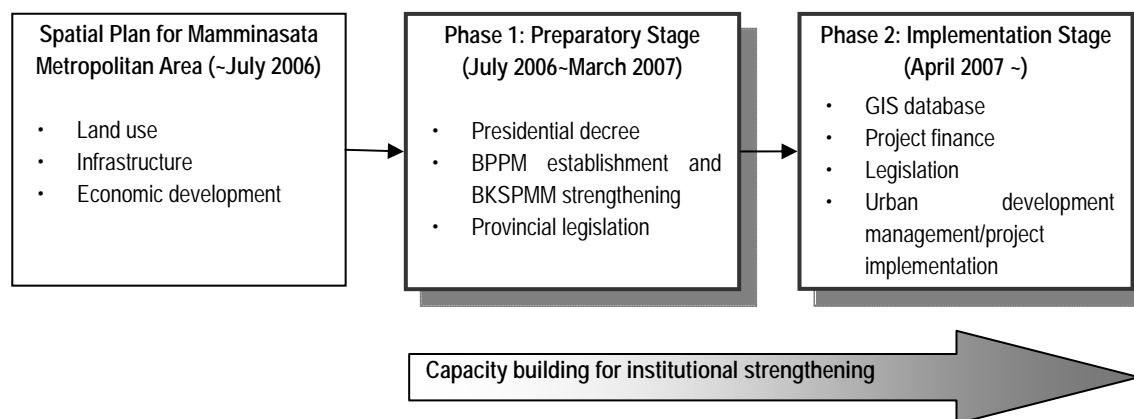 Spatial Plan for Mamminasata
Metropolitan Area (~July 2006)
• Land use
• Infrastructure
• Economic development
Phase 1: Preparatory Stage
(July 2006~March 2007)
• Presidential decree
• BPPM establishment and
BKSPMM strengthening
• Provincial legislation
Phase 2: Implementation Stage
(April 2007 ~)
• GIS database
• Project finance
• Legislation
• Urban development
management/project
implementation
Capacity building for institutional strengthening